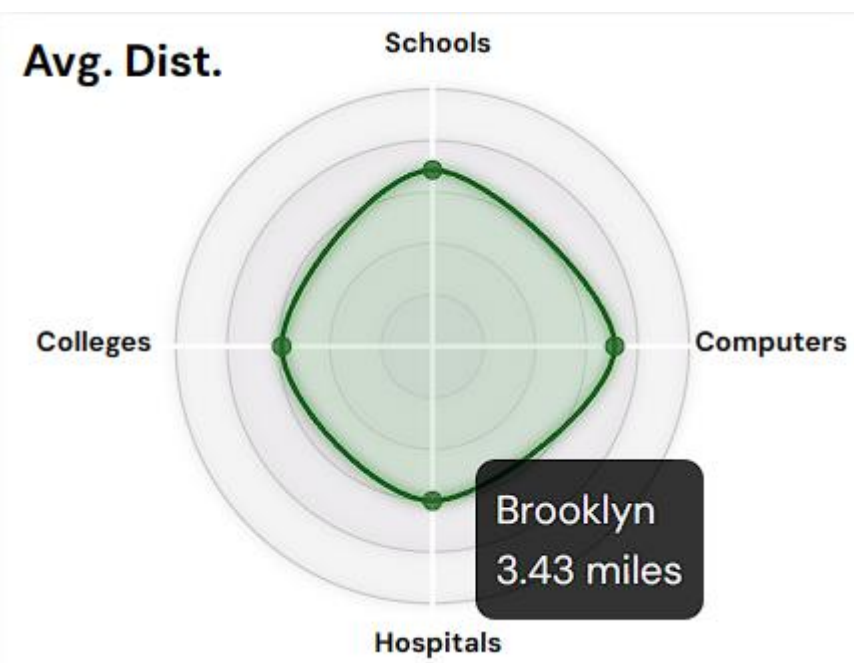 Avg. Dist.
Schools
Colleges
Computers
Brooklyn
3.43 miles
Hospitals